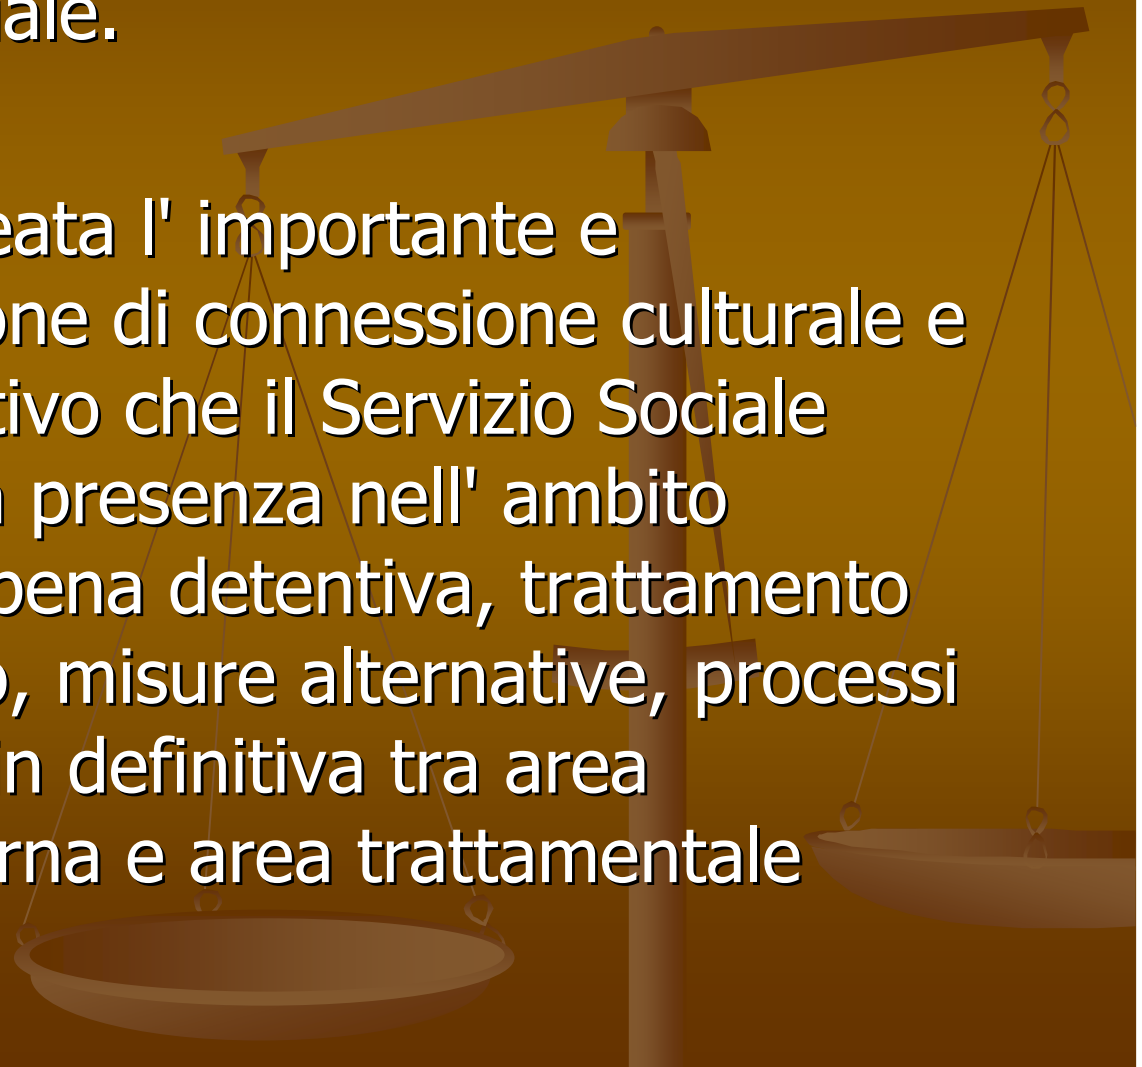 ale.
eata l' importante e
one di connessione culturale e
tivo che il Servizio Sociale
presenza nell' ambito
pena detentiva, trattamento
o, misure alternative, processi
in definitiva tra area
rna e area trattamentale